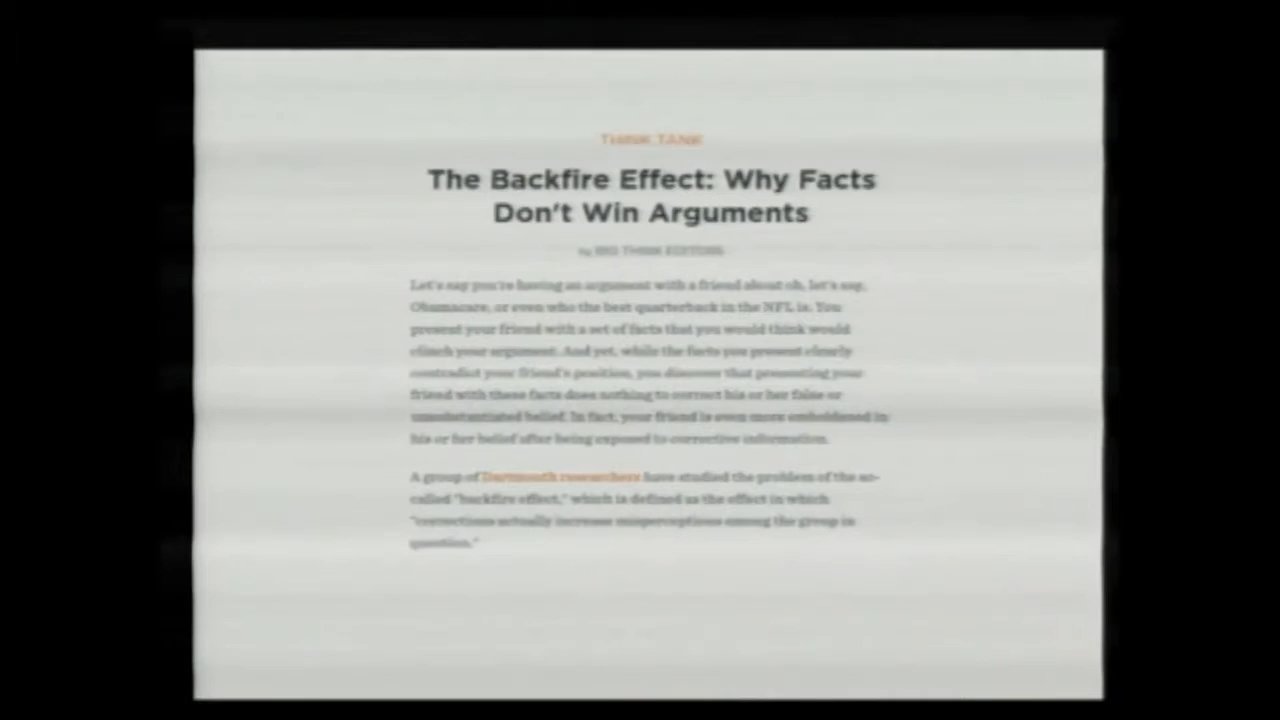 THINK TANK
The Backfire Effect: Why Facts
Don't Win Arguments
by BIG THINK EDITORS
Let's say you're having an argument with a friend about oh, let's say,
Obamacare, or even who the best quarterback in the NFL is. You
present your friend with a set of facts that you would think would
clinch your argument. And yet, while the facts you present clearly
contradict your friend's position, you discover that presenting your
friend with these facts does nothing to correct his or her false or
unsubstantiated belief. In fact, your friend is even more emboldened in
his or her belief after being exposed to corrective information.
A group of Dartmouth researchers have studied the problem of the so-
called "backfire effect," which is defined as the effect in which
"corrections actually increase misperceptions among the group in
question."